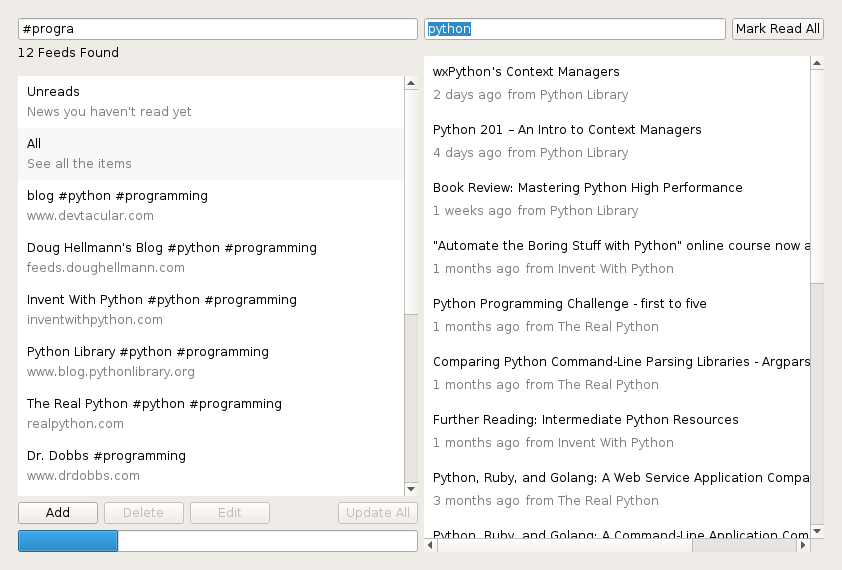 #progra
12 Feeds Found
Unreads
News you haven't read yet
All
See all the items
blog #python #programming
www.devtacular.com
Doug Hellmann's Blog #python #programming
feeds.doughellmann.com
Invent With Python #python #programming
inventwithpython.com
Python Library #python #programming
www.blog.pythonlibrary.org
The Real Python #python #programming
realpython.com
Dr. Dobbs #programming
www.drdobbs.com
Add Delete Edit Update All
python Mark Read All
wxPython's Context Managers
2 days ago from Python Library
Python 201 – An Intro to Context Managers
4 days ago from Python Library
Book Review: Mastering Python High Performance
1 weeks ago from Python Library
"Automate the Boring Stuff with Python" online course now a
1 months ago from Invent With Python
Python Programming Challenge - first to five
1 months ago from The Real Python
Comparing Python Command-Line Parsing Libraries - Argpars
1 months ago from The Real Python
Further Reading: Intermediate Python Resources
1 months ago from Invent With Python
Python, Ruby, and Golang: A Web Service Application Compa
3 months ago from The Real Python
Python, Ruby, and Golang: A Command-Line Application Com